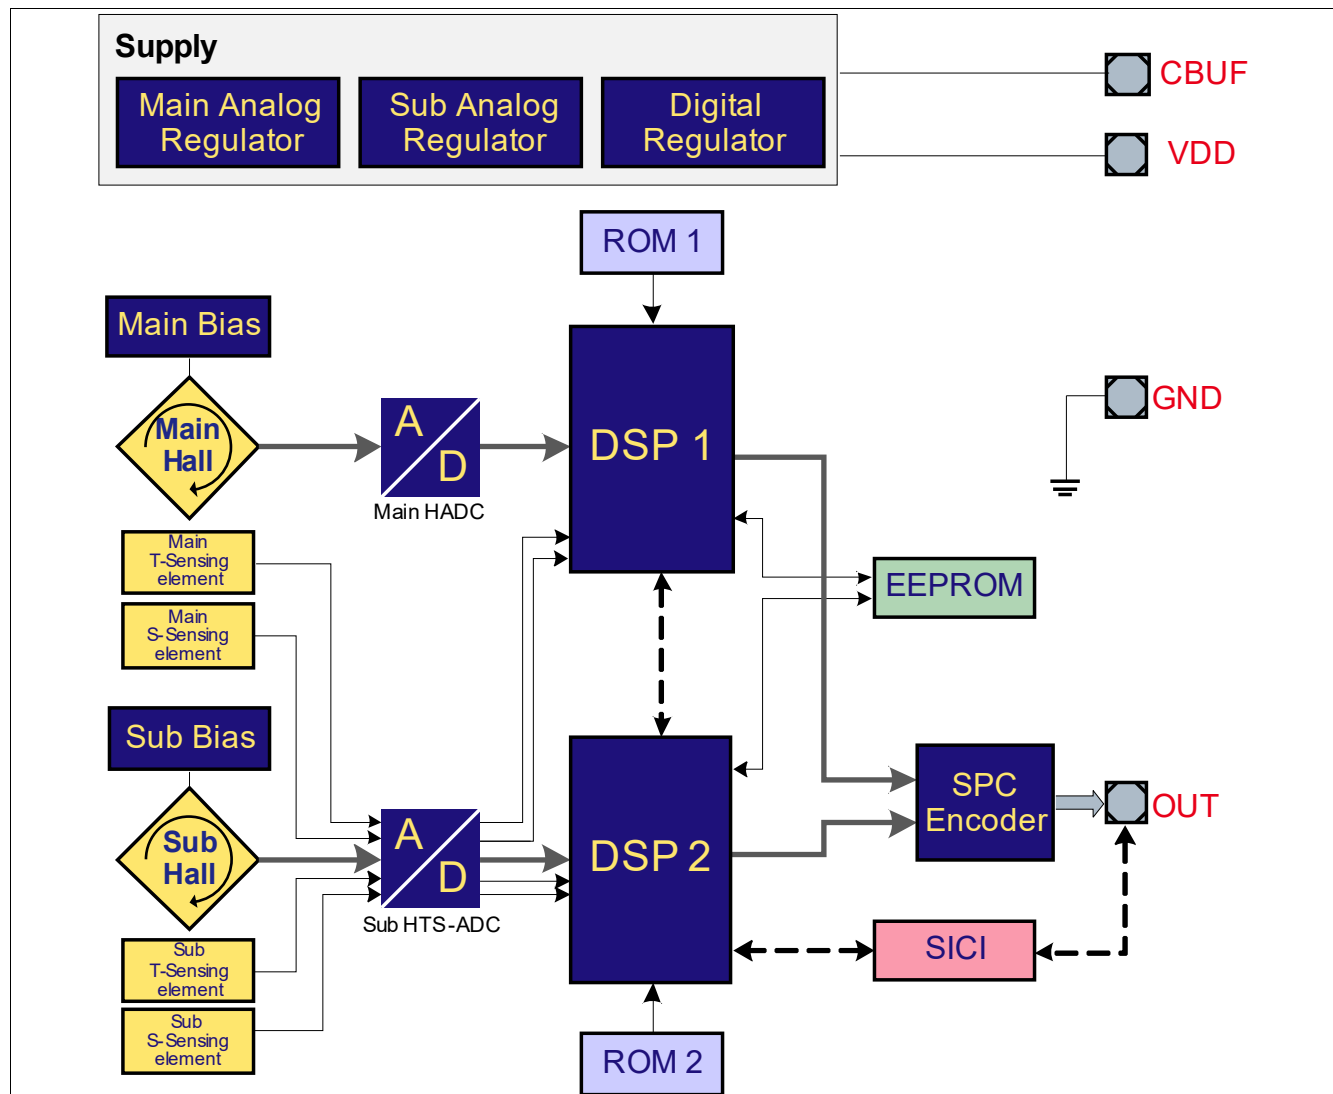 Supply
Main Analog
Regulator
Sub Analog
Regulator
Digital
Regulator
CBUF
VDD
ROM 1
Main Bias
Main
Hall
A
D
Main HADC
DSP 1
GND
Main
T-Sensing
element
Main
S-Sensing
element
EEPROM
Sub Bias
Sub
Hall
A
D
Sub HTS-ADC
DSP 2
SPC
Encoder
OUT
SICI
Sub
T-Sensing
element
Sub
S-Sensing
element
ROM 2